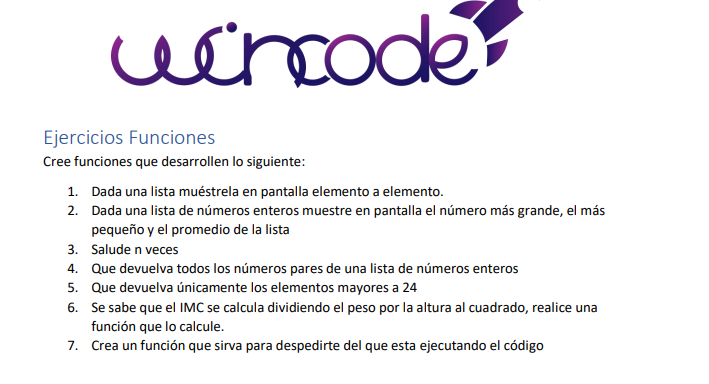 wincode
Ejercicios Funciones
Cree funciones que desarrollen lo siguiente:
1. Dada una lista muéstrela en pantalla elemento a elemento.
2. Dada una lista de números enteros muestre en pantalla el número más grande, el más
pequeño y el promedio de la lista
3. Salude n veces
4. Que devuelva todos los números pares de una lista de números enteros
5. Que devuelva únicamente los elementos mayores a 24
6. Se sabe que el IMC se calcula dividiendo el peso por la altura al cuadrado, realice una
función que lo calcule.
7. Crea un función que sirva para despedirte del que esta ejecutando el código